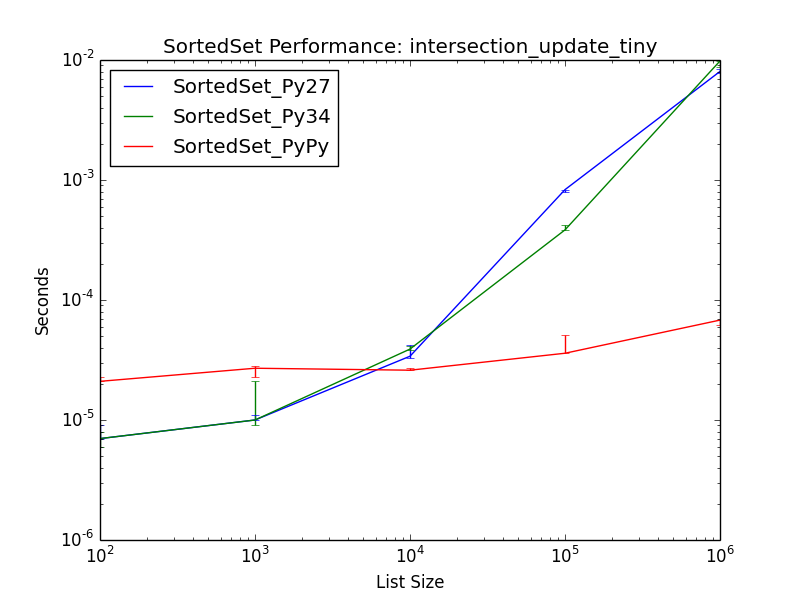 SortedSet Performance: intersection_update_tiny
SortedSet_Py27
SortedSet_Py34
SortedSet_PyPy
10^-2
10^-3
10^-4
10^-5
10^-6
Seconds
10^2 10^3 10^4 10^5 10^6
List Size